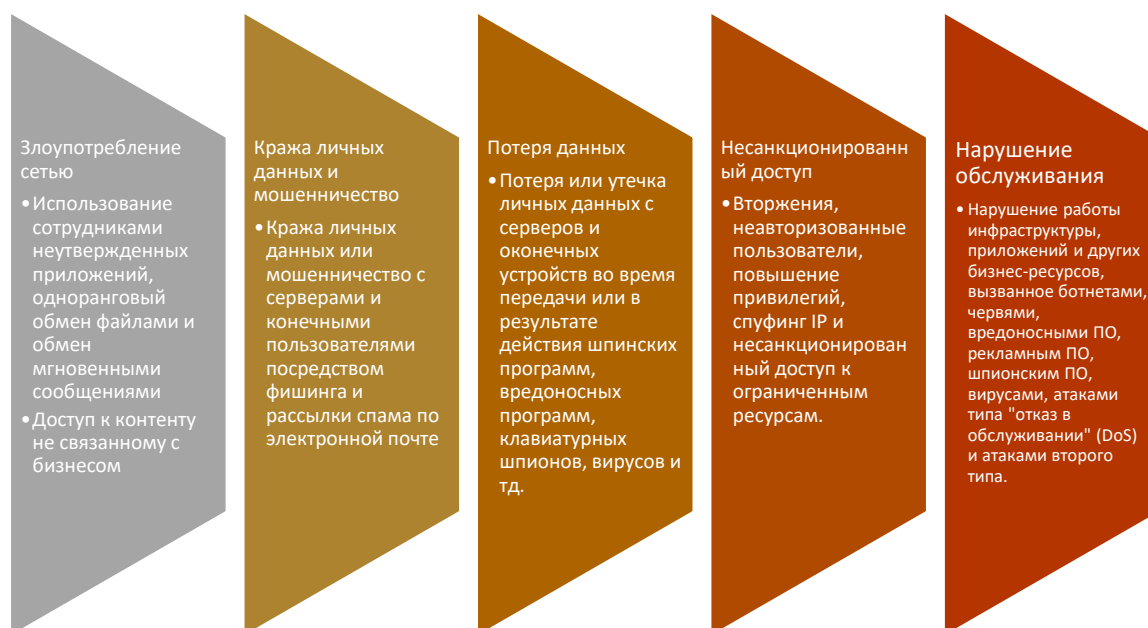 Злоупотребление
сетью
•Использование
сотрудниками
неутвержденных
приложений,
одноранговый
обмен файлами и
обмен
мгновенными
сообщениями
•Доступ к контенту
не связанному с
бизнесом
Кража личных
данных и
мошенничество
•Кража личных
данных или
мошенничество с
серверами и
конечными
пользователями
посредством
фишинга и
рассылки спама по
электронной почте
Потеря данных
•Потеря или утечка
личных данных с
серверов и
оконечных
устройств во время
передачи или в
результате
действия шпинских
программ,
вредоносных
программ,
клавиатурных
шпионов, вирусов и
тд.
Несанкционированн
ый доступ
•Вторжения,
неавторизованные
пользователи,
повышение
привилегий,
спуфинг IP и
несанкционирован
ный доступ к
ограниченным
ресурсам.
Нарушение
обслуживания
•Нарушение работы
инфраструктуры,
приложений и других
бизнес-ресурсов,
вызванное ботнетами,
червями,
вредоносными ПО,
рекламным ПО,
шпионским ПО,
вирусами, атаками
типа "отказ в
обслуживании" (DoS)
и атаками второго
типа.